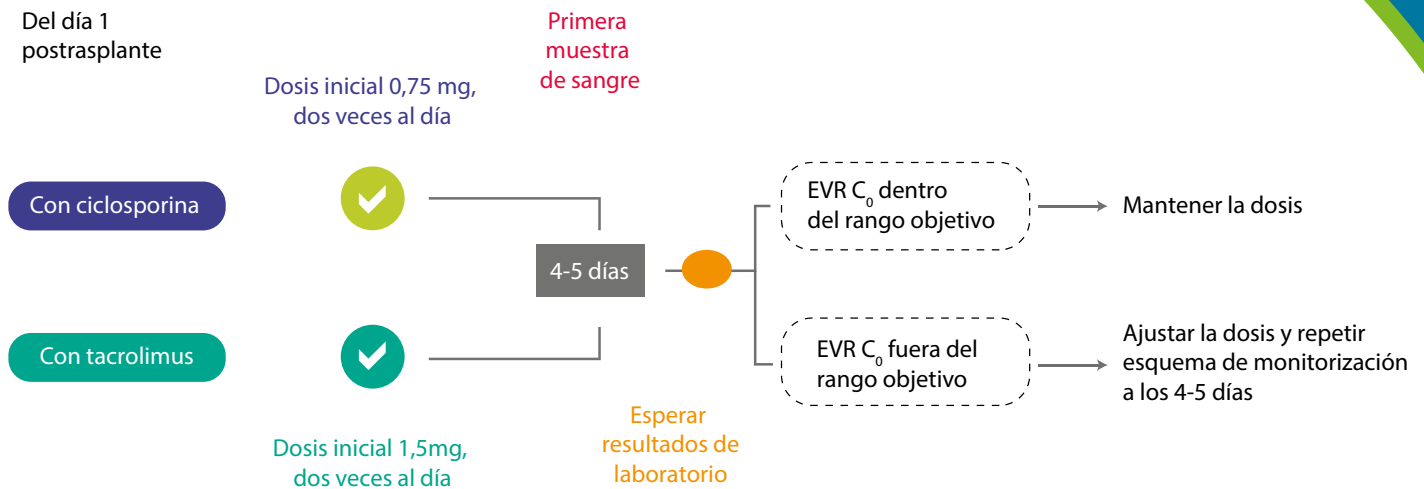 Del día 1
postrasplante
Primera
muestra
de sangre
Dosis inicial 0,75 mg,
dos veces al día
Con ciclosporina
EVR C₀ dentro
del rango objetivo
Mantener la dosis
4-5 días
Con tacrolimus
EVR C₀ fuera del
rango objetivo
Ajustar la dosis y repetir
esquema de monitorización
a los 4-5 días
Esperar
resultados de
laboratorio
Dosis inicial 1,5mg,
dos veces al día